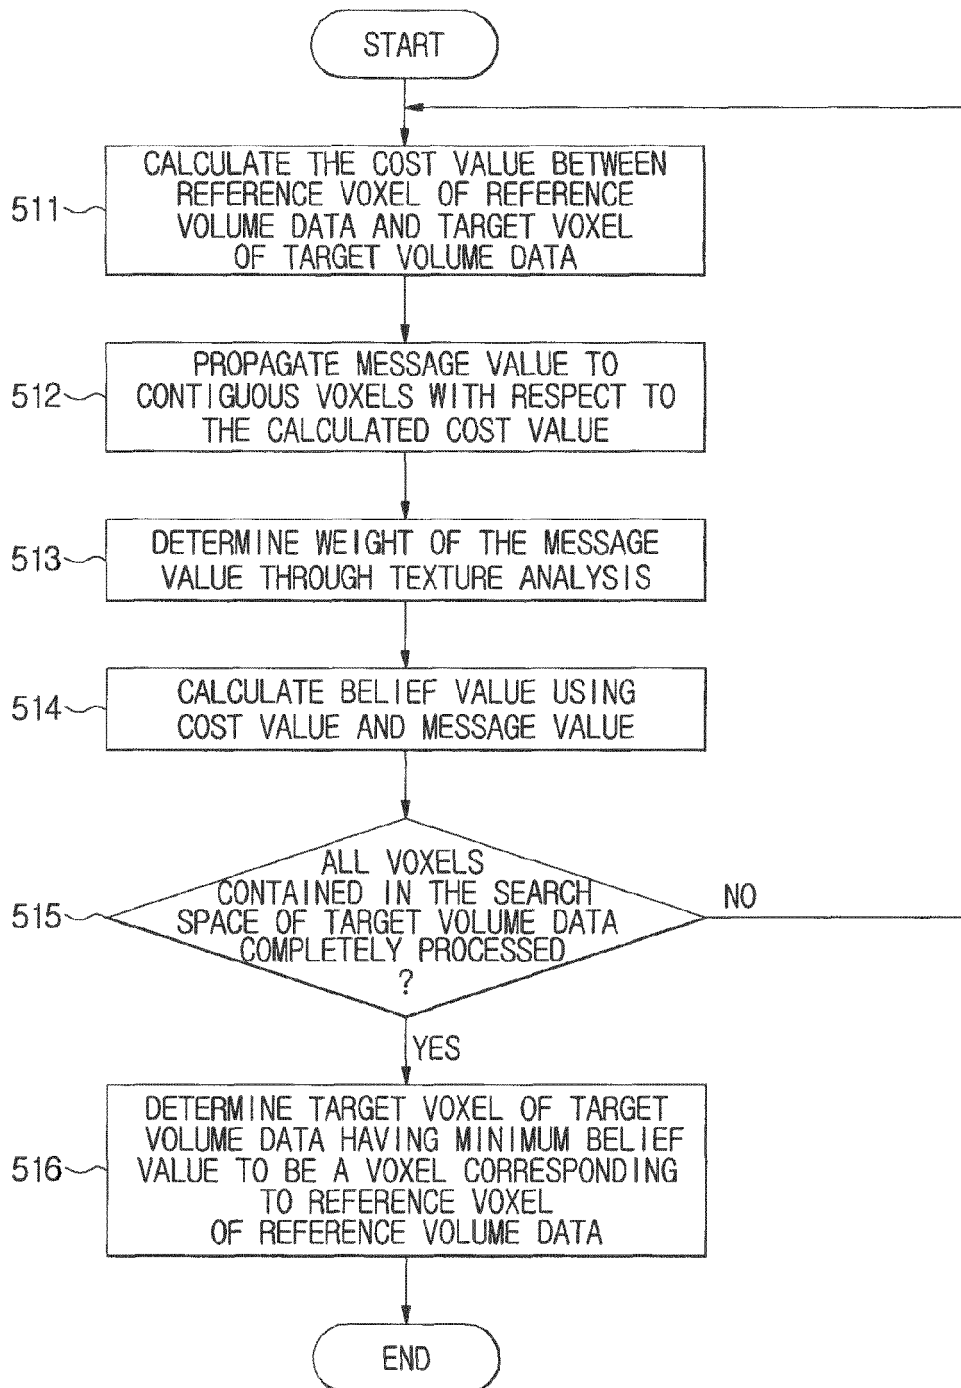 START
511
CALCULATE THE COST VALUE BETWEEN
REFERENCE VOXEL OF REFERENCE
VOLUME DATA AND TARGET VOXEL
OF TARGET VOLUME DATA
512
PROPAGATE MESSAGE VALUE TO
CONTIGUOUS VOXELS WITH RESPECT TO
THE CALCULATED COST VALUE
513
DETERMINE WEIGHT OF THE MESSAGE
VALUE THROUGH TEXTURE ANALYSIS
514
CALCULATE BELIEF VALUE USING
COST VALUE AND MESSAGE VALUE
515
ALL VOXELS
CONTAINED IN THE SEARCH
SPACE OF TARGET VOLUME DATA
COMPLETELY PROCESSED
?
NO
YES
516
DETERMINE TARGET VOXEL OF TARGET
VOLUME DATA HAVING MINIMUM BELIEF
VALUE TO BE A VOXEL CORRESPONDING
TO REFERENCE VOXEL
OF REFERENCE VOLUME DATA
END